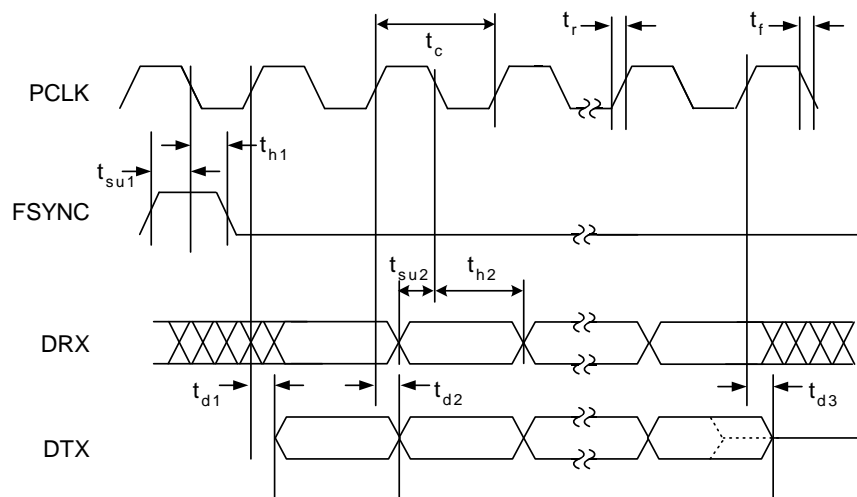 t_c
t_r
t_f
PCLK
t_h1
t_su1
FSYNC
t_su2
t_h2
DRX
t_d1
t_d2
t_d3
DTX